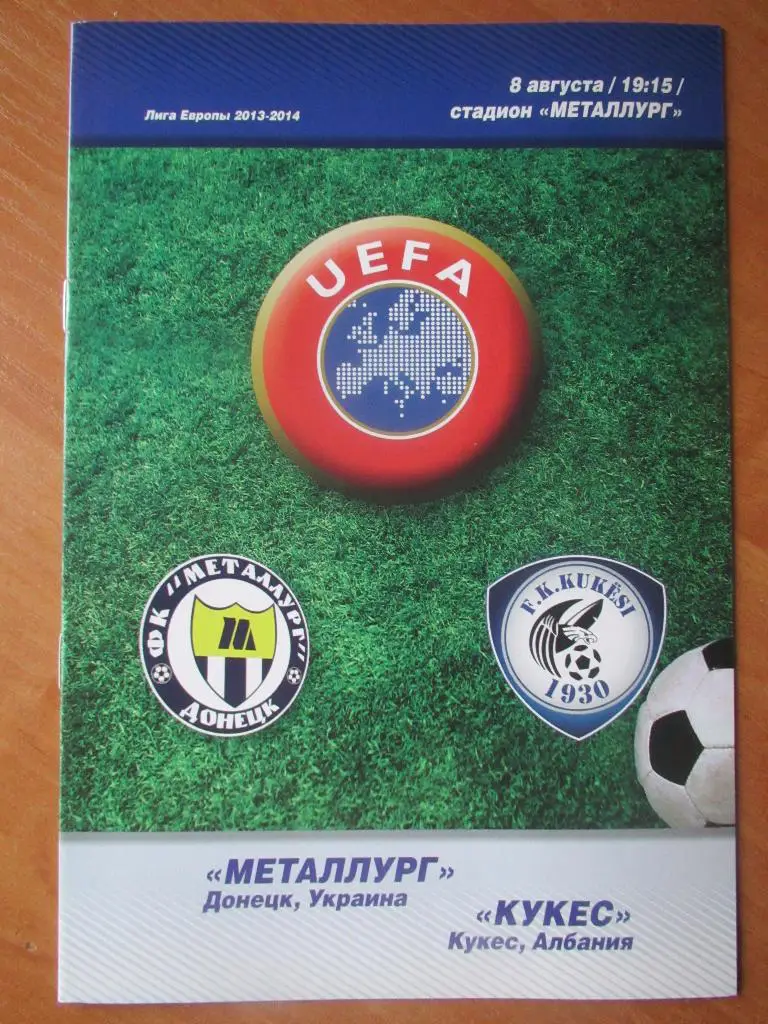 8 августа / 19:15 /
Лига Европы 2013-2014
стадион «МЕТАЛЛУРГ»
UEFA
ФК "МЕТАЛЛУРГ"
М
ДОНЕЦК
F.K.KUKËSI
1930
«МЕТАЛЛУРГ»
Донецк, Украина
«КУКЕС»
Кукес, Албания